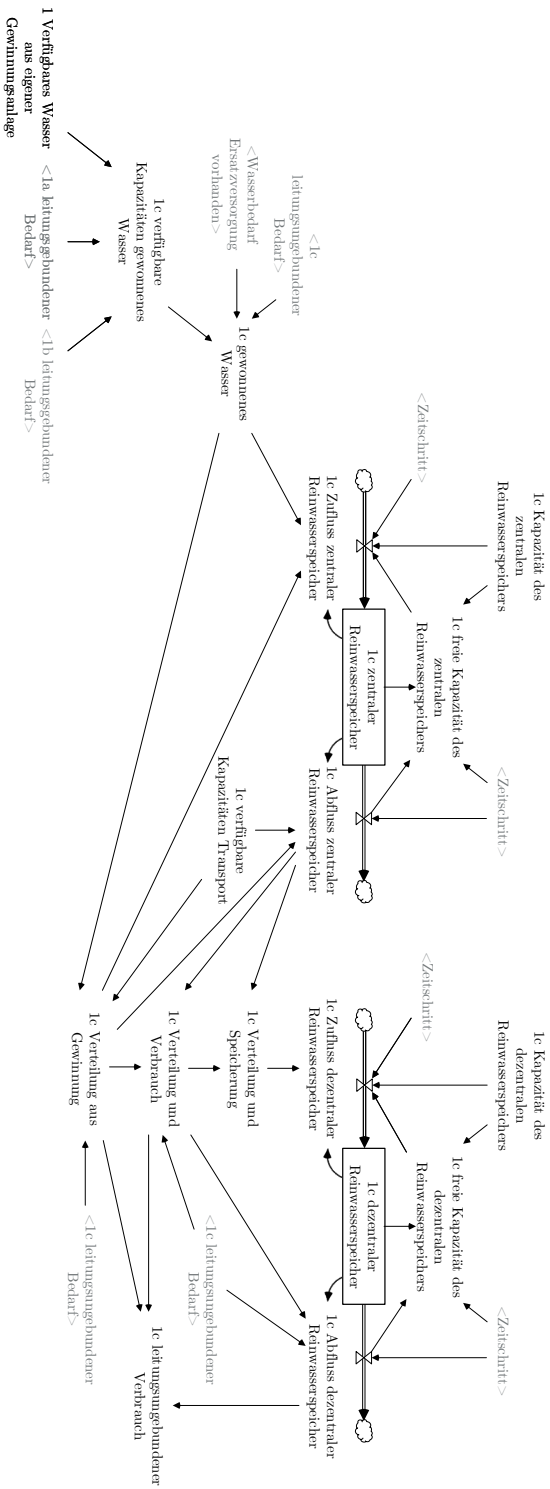 1c Kapazität des
zentralen
Reinwasserspeichers
<Zeitschritt>
1c Kapazität des
dezentralen
Reinwasserspeichers
<Zeitschritt>
<Zeitschritt>
1c freie Kapazität des
zentralen
Reinwasserspeichers
<Zeitschritt>
1c freie Kapazität des
dezentralen
Reinwasserspeichers
1c zentraler
Reinwasserspeicher
1c dezentraler
Reinwasserspeicher
1c Zufluss zentraler
Reinwasserspeicher
1c Abfluss zentraler
Reinwasserspeicher
1c Zufluss dezentraler
Reinwasserspeicher
1c Abfluss dezentraler
Reinwasserspeicher
<1c
leitungsungebundener
Bedarf>
<Wasserbedarf
Ersatzversorgung
vorhanden>
1c gewonnenes
Wasser
1c verfügbare
Kapazitäten Transport
1c Verteilung und
Speicherung
<1c leitungsungebundener
Bedarf>
1c verfügbare
Kapazitäten gewonnenes
Wasser
1c Verteilung und
Verbrauch
1c leitungsungebundener
Verbrauch
1c Verteilung aus
Gewinnung
<1c leitungsungebundener
Bedarf>
1 Verfügbares Wasser
aus eigener
Gewinnungsanlage
<1a leitungsgebundener
Bedarf>
<1b leitungsgebundener
Bedarf>